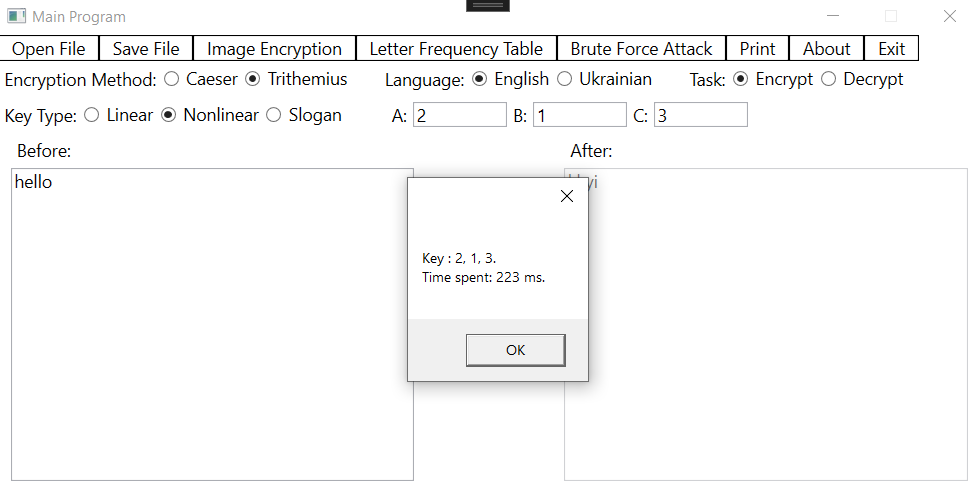 Main Program
Open File Save File Image Encryption Letter Frequency Table Brute Force Attack Print About Exit
Encryption Method: Caeser Trithemius Language: English Ukrainian Task: Encrypt Decrypt
Key Type: Linear Nonlinear Slogan A: 2 B: 1 C: 3
Before: After:
hello
Key : 2, 1, 3.
Time spent: 223 ms.
OK